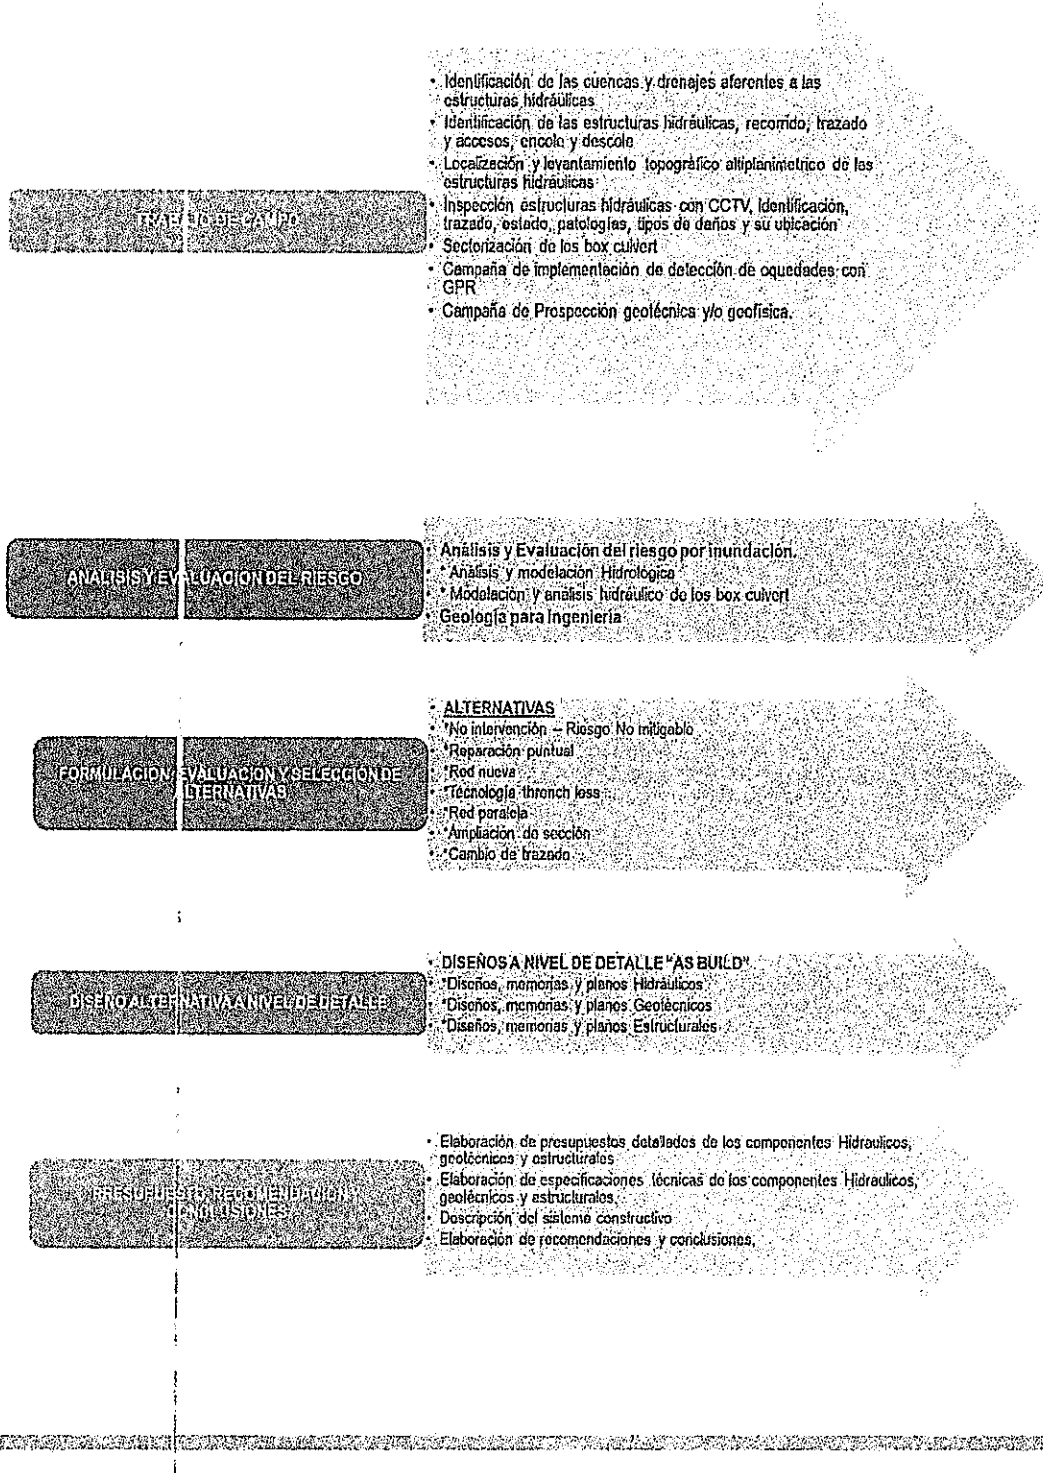 • Identificación de las cuencas y drenajes aferentes a las
estructuras hidráulicas
• Identificación de las estructuras hidráulicas, recorrido, trazado
y accesos, encole y descole
• Localización y levantamiento topográfico altiplanimetrico de las
estructuras hidráulicas
TRABAJO DE CAMPO
• Inspección estructuras hidráulicas con CCTV, Identificación,
trazado, estado, patologías, tipos de daños y su ubicación
• Sectorización de los box culvert
• Campaña de implementación de detección de oquedades con
GPR
• Campaña de Prospección geotécnica y/o geofísica.
ANÁLISIS Y EVALUACIÓN DEL RIESGO
• Análisis y Evaluación del riesgo por inundación.
• * Análisis y modelación Hidrológica
• * Modelación y análisis hidráulico de los box culvert
• Geología para Ingeniería
FORMULACIÓN, EVALUACIÓN Y SELECCIÓN DE
ALTERNATIVAS
• ALTERNATIVAS
• *No intervención – Riesgo No mitigable
• *Reparación puntual
• *Red nueva
• *Tecnología thrench less
• *Red paralela
• *Ampliación de sección
• *Cambio de trazado
DISEÑO ALTERNATIVA A NIVEL DE DETALLE
• DISEÑOS A NIVEL DE DETALLE "AS BUILD"
• *Diseños, memorias y planos Hidráulicos
• *Diseños, memorias y planos Geotécnicos
• *Diseños, memorias y planos Estructurales
PRESUPUESTO, RECOMENDACION
CONCLUSIONES
• Elaboración de presupuestos detallados de los componentes Hidraulicos,
geotécnicos y estructurales
• Elaboración de especificaciones técnicas de los componentes Hidraulicos,
geotécnicos y estructurales.
• Descripción del sistema constructivo
• Elaboración de recomendaciones y conclusiones.